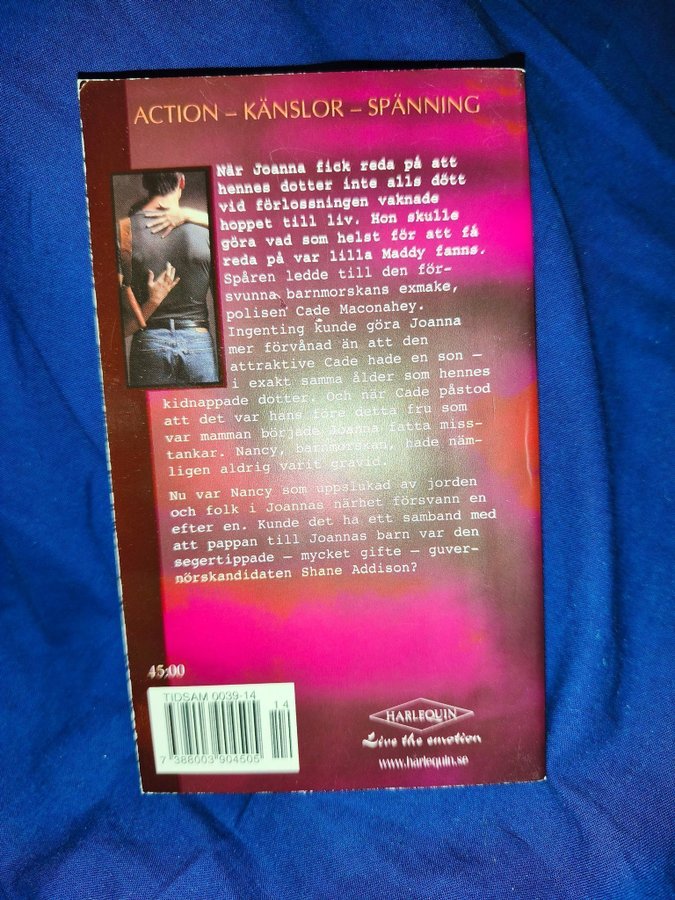 ACTION – KÄNSLOR – SPÄNNING
När Joanna fick reda på att
hennes dotter inte alls dött
vid förlossningen vaknade
hoppet till liv. Hon skulle
göra vad som helst för att få
reda på var lilla Maddy fanns.
Spåren ledde till den för-
svunna barnmorskans exmake,
polisen Cade Maconahey.
Ingenting kunde göra Joanna
mer förvånad än att den
attraktive Cade hade en son –
i exakt samma ålder som hennes
kidnappade dotter. Och när Cade påstod
att det var hans före detta fru som
var mamman började Joanna fatta miss-
tankar. Nancy, barnmorskan, hade näm-
ligen aldrig varit gravid.
Nu var Nancy som uppslukad av jorden
och folk i Joannas närhet försvann en
efter en. Kunde det ha ett samband med
att pappan till Joannas barn var den
segertippade – mycket gifte – guver-
nörskandidaten Shane Addison?
45:00
TIDSAM 0039-14
14
7 388003 904505
HARLEQUIN
Live the emotion
www.harlequin.se